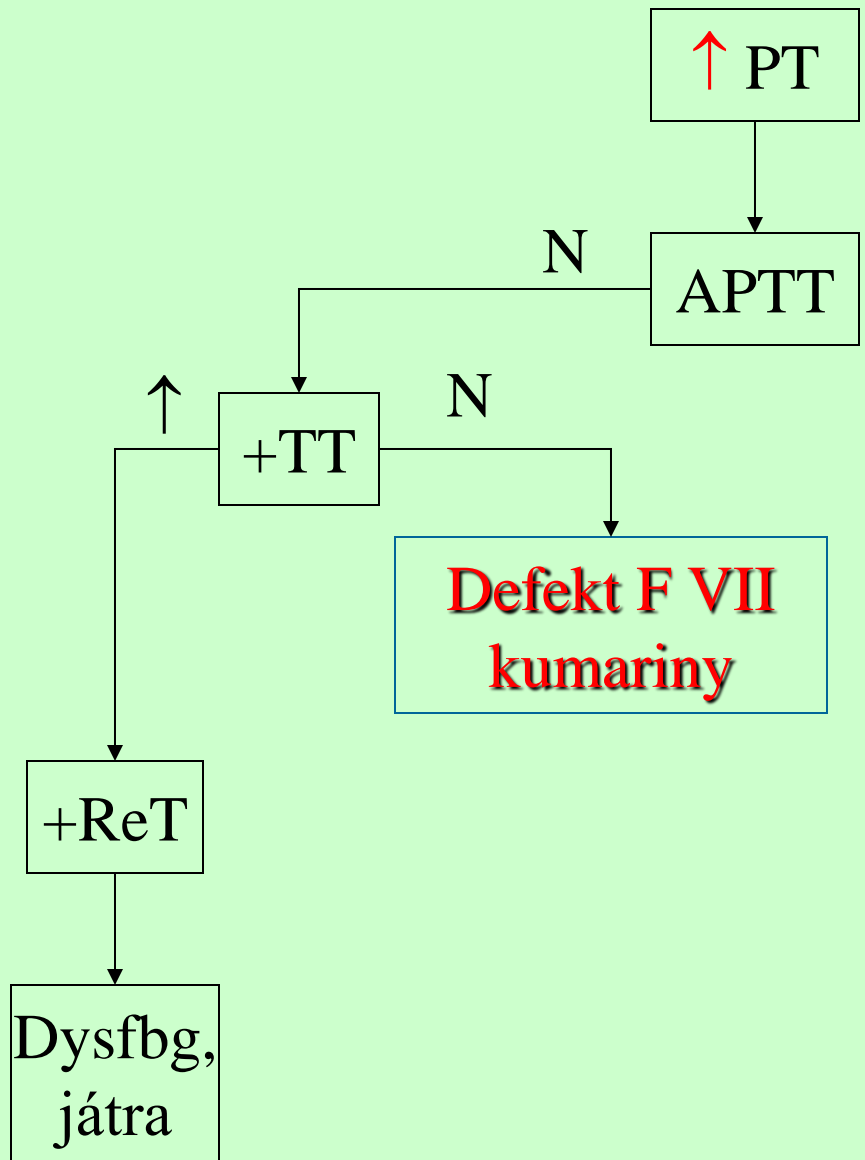 ↑ PT
N
APTT
↑
N
+TT
Defekt F VII
kumariny
+ReT
Dysfbg,
játra